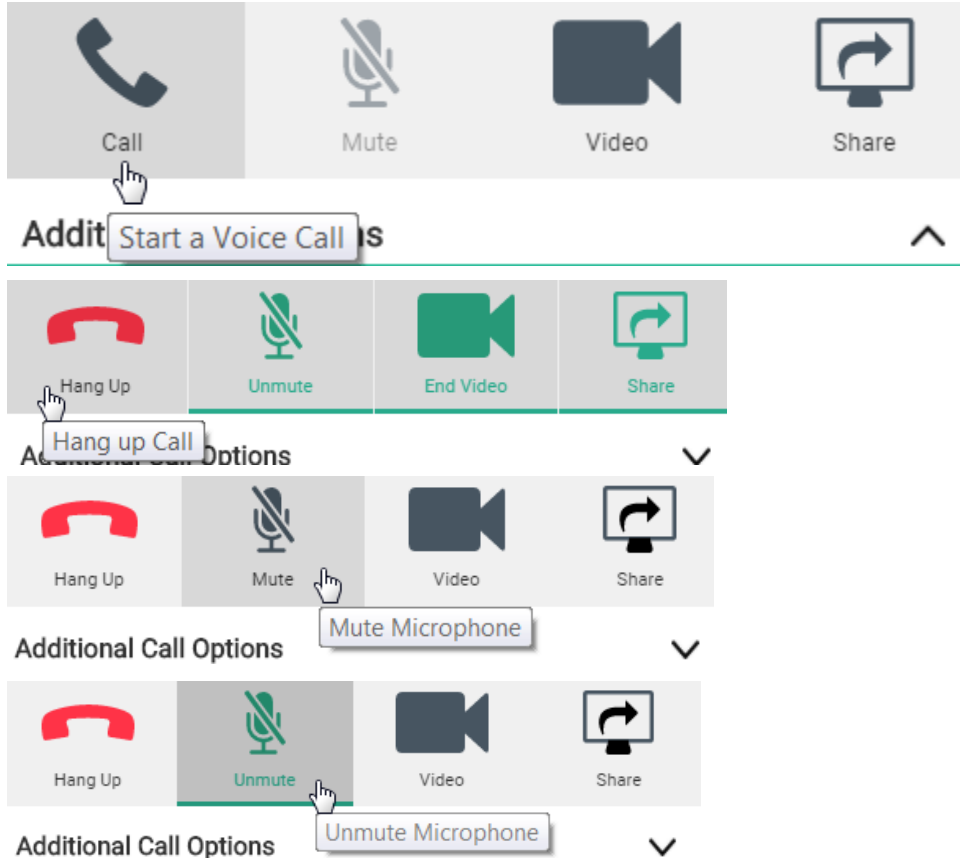 Call Mute Video Share
Addit ns
Start a Voice Call
Hang Up Unmute End Video Share
Hang up Call
Additional Call Options
Hang Up Mute Video Share
Mute Microphone
Additional Call Options
Hang Up Unmute Video Share
Unmute Microphone
Additional Call Options